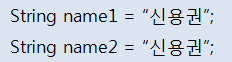 String name1 = “신용권”;
String name2 = “신용권”;